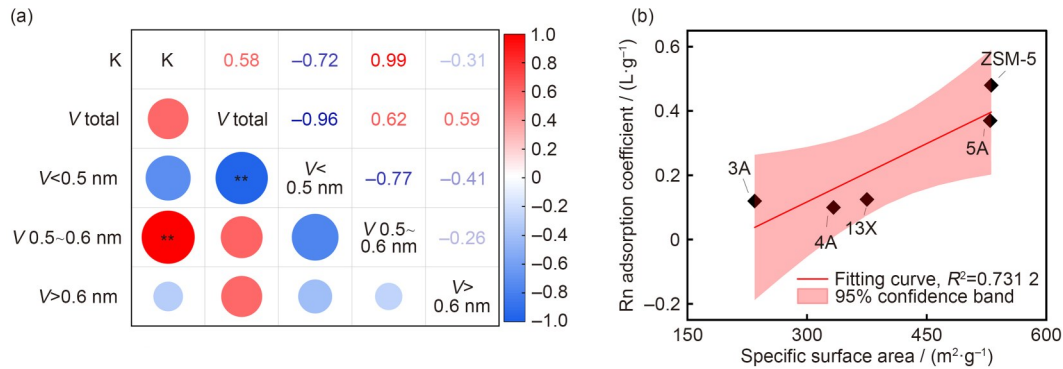 (a)
K K 0.58 –0.72 0.99 –0.31
V total V total –0.96 0.62 0.59
V<0.5 nm ** V<
0.5 nm –0.77 –0.41
V 0.5~0.6 nm ** V 0.5~
0.6 nm –0.26
V>0.6 nm V>
0.6 nm
1.0
0.8
0.6
0.4
0.2
0
–0.2
–0.4
–0.6
–0.8
–1.0
(b)
Rn adsorption coefficient / (L·g⁻¹)
0.6
0.4
0.2
0
–0.2
ZSM-5
5A
3A
4A
13X
Fitting curve, R²=0.731 2
95% confidence band
150 300 450 600
Specific surface area / (m²·g⁻¹)